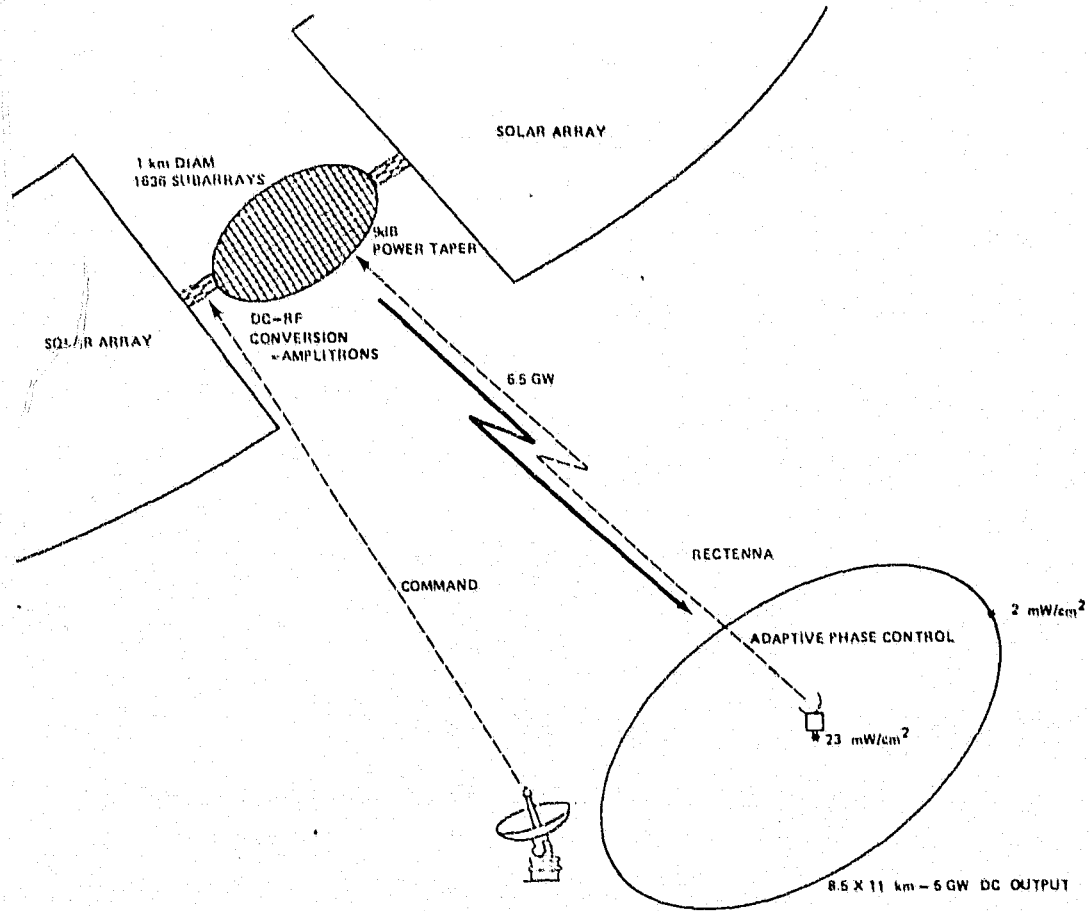 SOLAR ARRAY
1 km DIAM
1636 SUBARRAYS
9dB
POWER TAPER
DC-RF
CONVERSION
-AMPLITRONS
SOLAR ARRAY
6.5 GW
RECTENNA
COMMAND
2 mW/cm²
ADAPTIVE PHASE CONTROL
23 mW/cm²
8.5 X 11 km - 5 GW DC OUTPUT